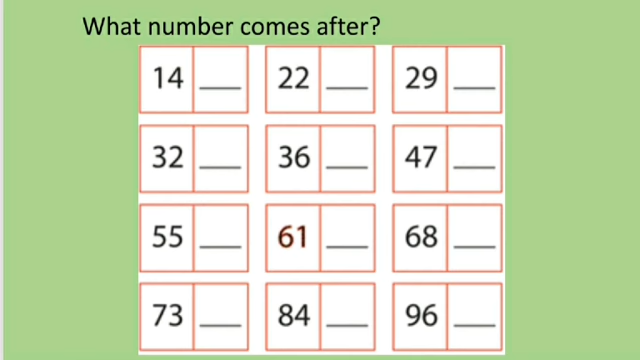 What number comes after?
14 ___ 22 ___ 29 ___
32 ___ 36 ___ 47 ___
55 ___ 61 ___ 68 ___
73 ___ 84 ___ 96 ___